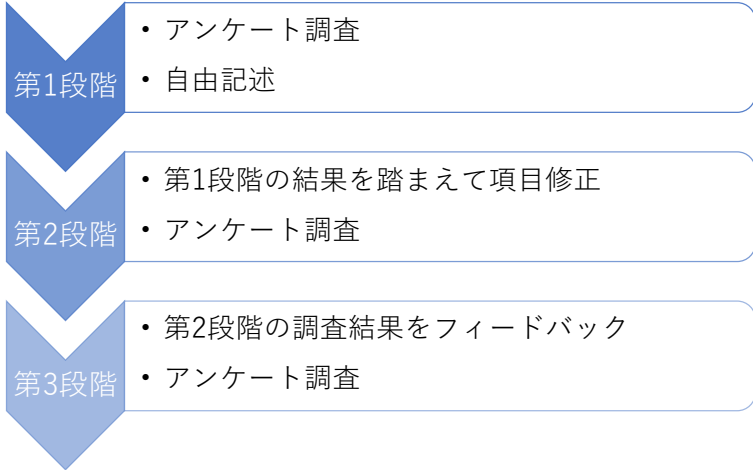 第1段階
• アンケート調査
• 自由記述
第2段階
• 第1段階の結果を踏まえて項目修正
• アンケート調査
第3段階
• 第2段階の調査結果をフィードバック
• アンケート調査